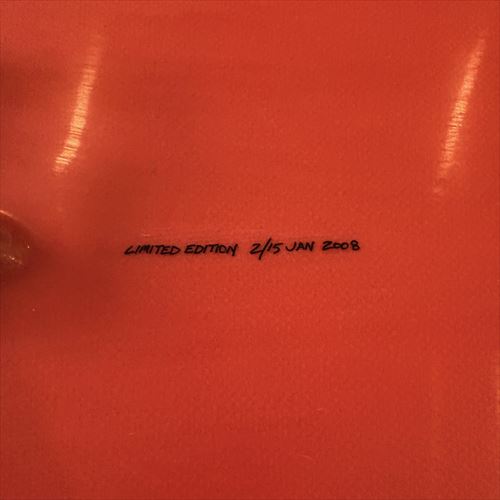 LIMITED EDITION 2/15 JAN 2008